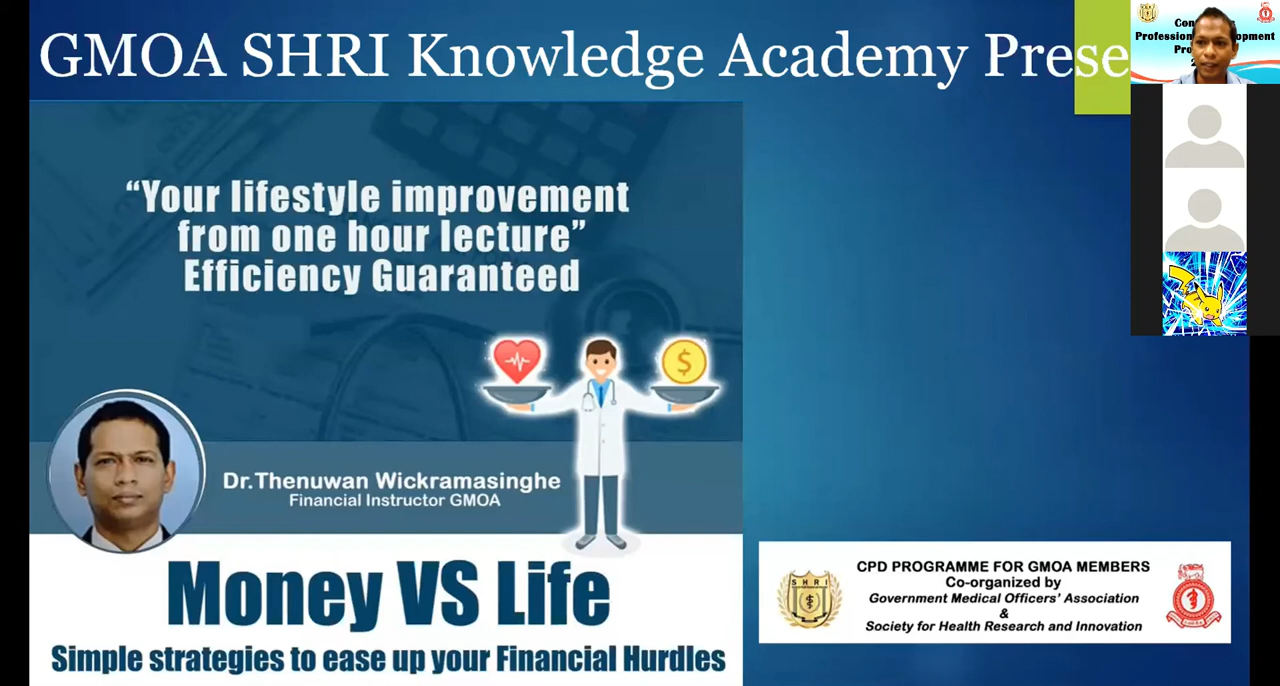 GMOA SHRI Knowledge Academy Prese
“Your lifestyle improvement
from one hour lecture”
Efficiency Guaranteed
$
Dr.Thenuwan Wickramasinghe
Financial Instructor GMOA
Money VS Life
Simple strategies to ease up your Financial Hurdles
SHRI
CPD PROGRAMME FOR GMOA MEMBERS
Co-organized by
Government Medical Officers’ Association
&
Society for Health Research and Innovation